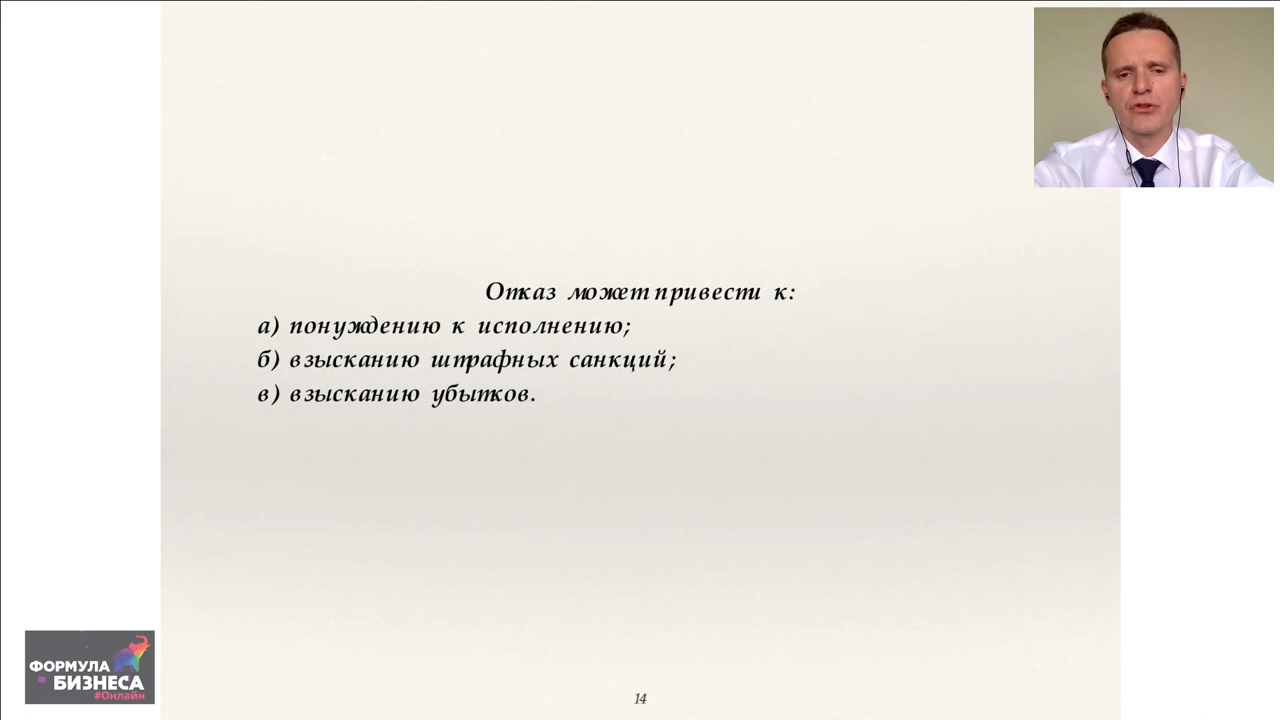 Отказ может привести к:
а) понуждению к исполнению;
б) взысканию штрафных санкций;
в) взысканию убытков.
ФОРМУЛА
БИЗНЕСА
#Онлайн
14